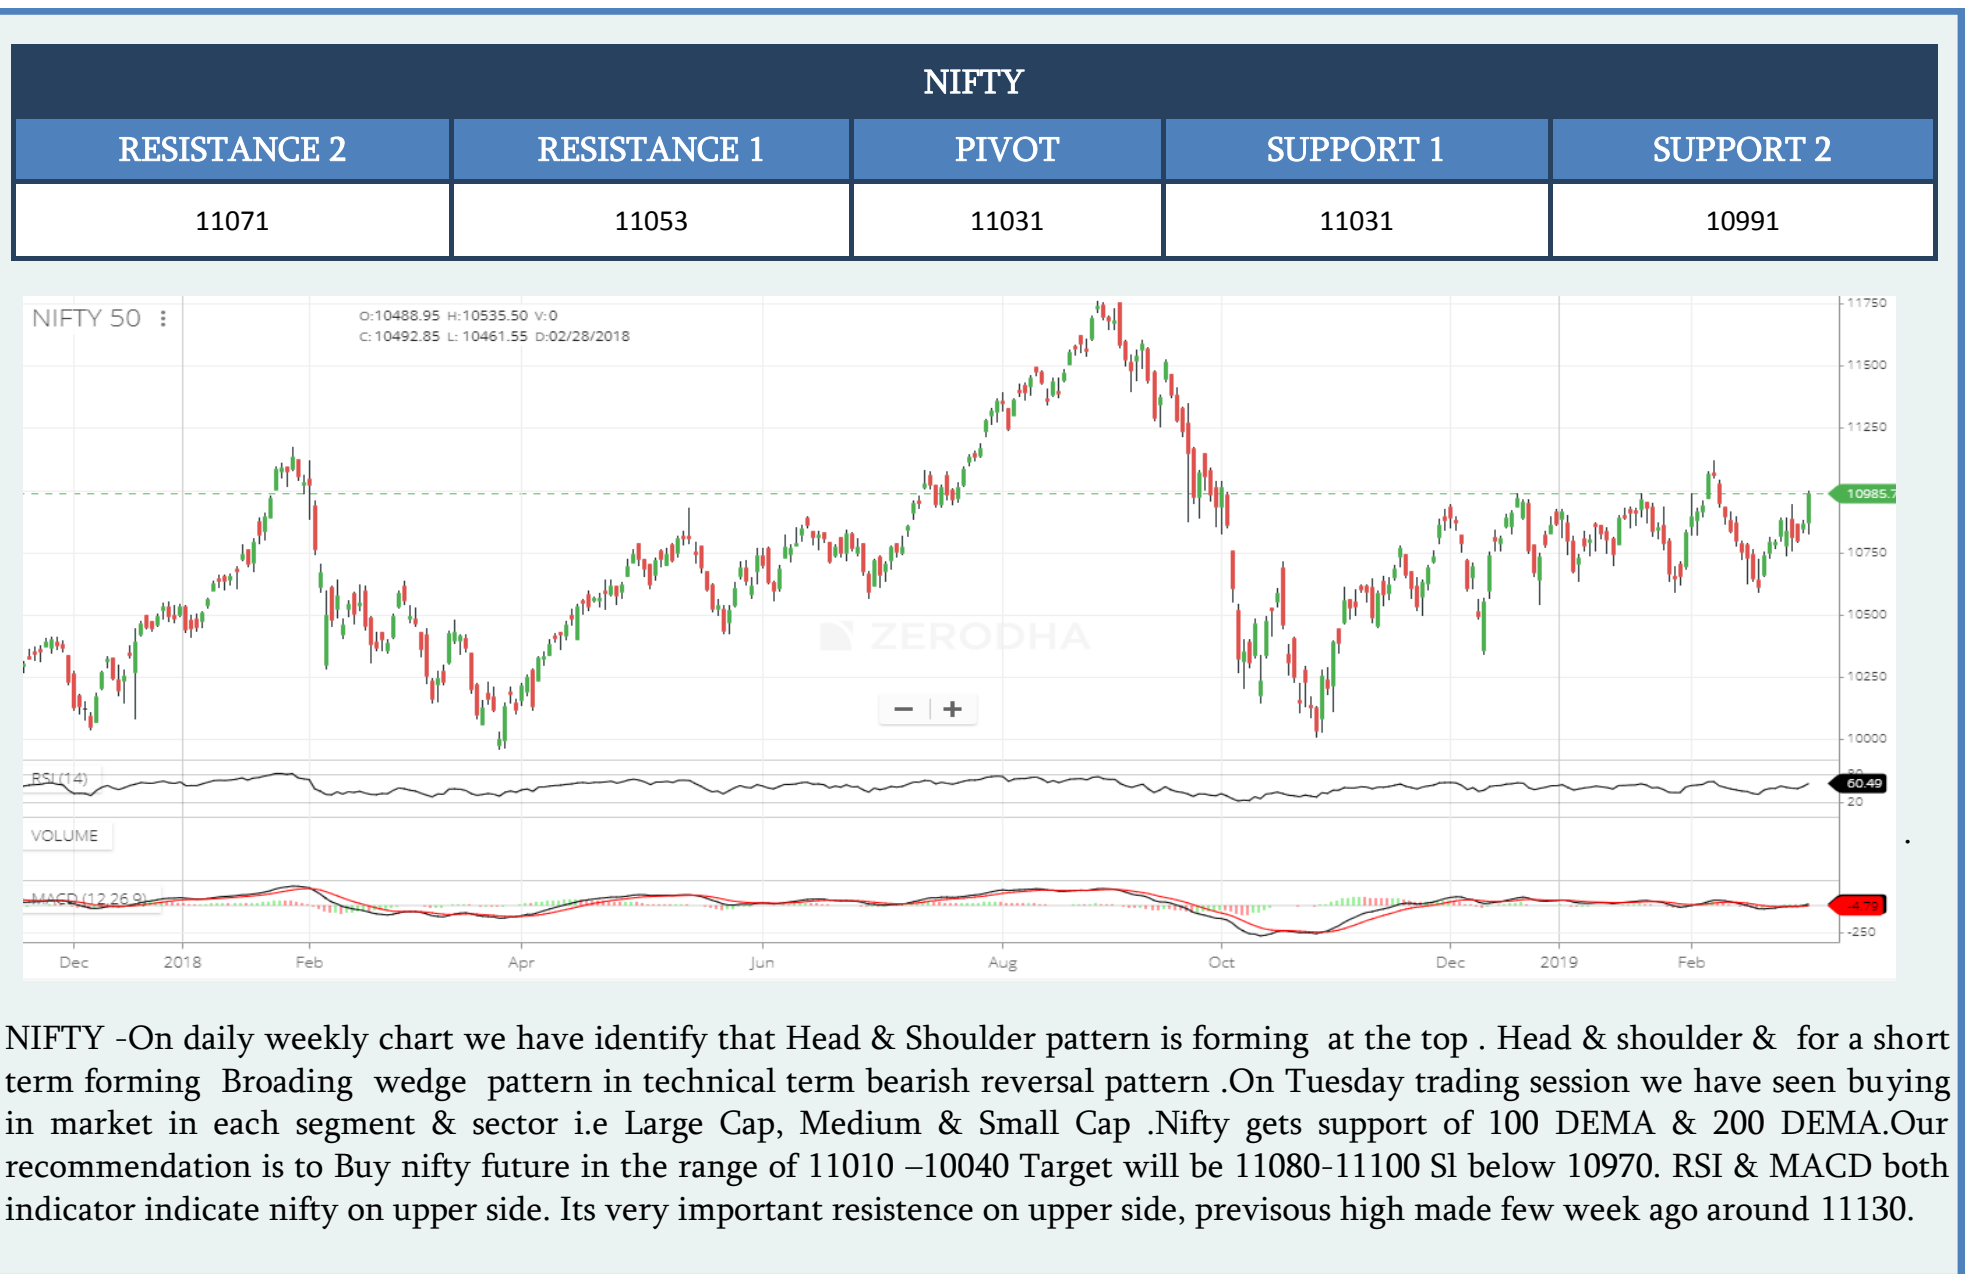 NIFTY
RESISTANCE 2 RESISTANCE 1 PIVOT SUPPORT 1 SUPPORT 2
11071 11053 11031 11031 10991
NIFTY 50
O:10488.95 H:10535.50 V:0
C: 10492.85 L: 10461.55 D:02/28/2018
11750
11500
11250
10985.7
10750
10500
10250
10000
ZERODHA
RSI(14)
80
60.49
20
VOLUME
.
MACD (12,26,9)
-4.79
-250
Dec 2018 Feb Apr Jun Aug Oct Dec 2019 Feb
NIFTY -On daily weekly chart we have identify that Head & Shoulder pattern is forming at the top . Head & shoulder & for a short
term forming Broading wedge pattern in technical term bearish reversal pattern .On Tuesday trading session we have seen buying
in market in each segment & sector i.e Large Cap, Medium & Small Cap .Nifty gets support of 100 DEMA & 200 DEMA.Our
recommendation is to Buy nifty future in the range of 11010 –10040 Target will be 11080-11100 Sl below 10970. RSI & MACD both
indicator indicate nifty on upper side. Its very important resistence on upper side, previsous high made few week ago around 11130.